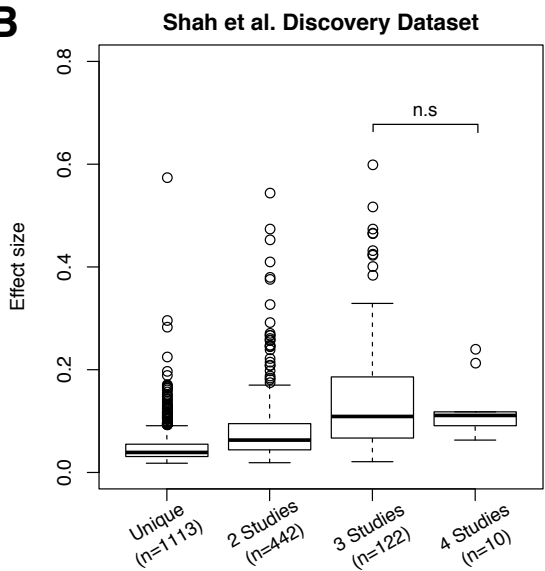 B
Shah et al. Discovery Dataset
n.s
Effect size
0.8
0.6
0.4
0.2
0.0
Unique
(n=1113)
2 Studies
(n=442)
3 Studies
(n=122)
4 Studies
(n=10)